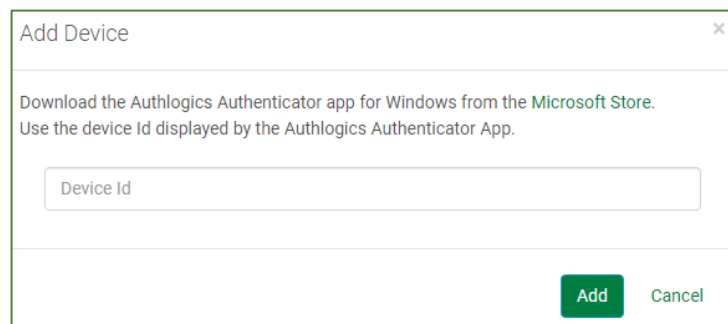 Add Device
×
Download the Authlogics Authenticator app for Windows from the Microsoft Store.
Use the device Id displayed by the Authlogics Authenticator App.
Device Id
Add Cancel